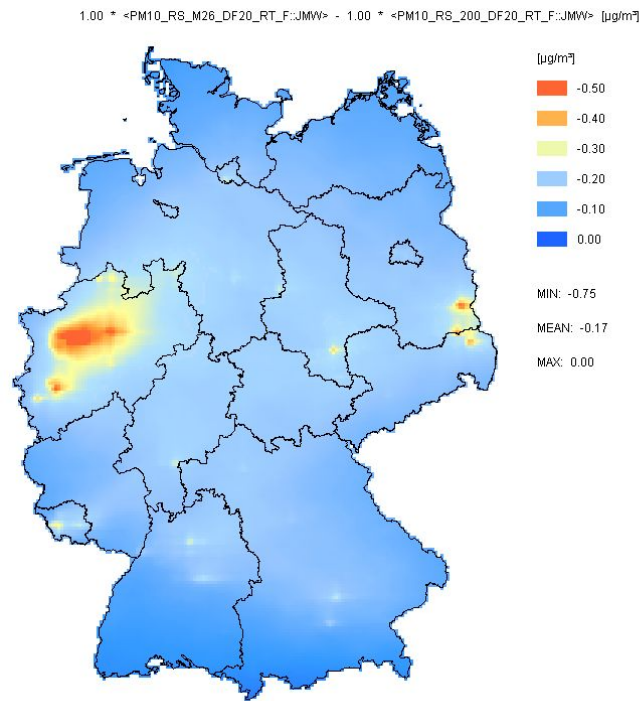 1.00 * <PM10_RS_M26_DF20_RT_F::JMW> - 1.00 * <PM10_RS_200_DF20_RT_F::JMW> [µg/m³]
[µg/m³]
-0.50
-0.40
-0.30
-0.20
-0.10
0.00
MIN: -0.75
MEAN: -0.17
MAX: 0.00